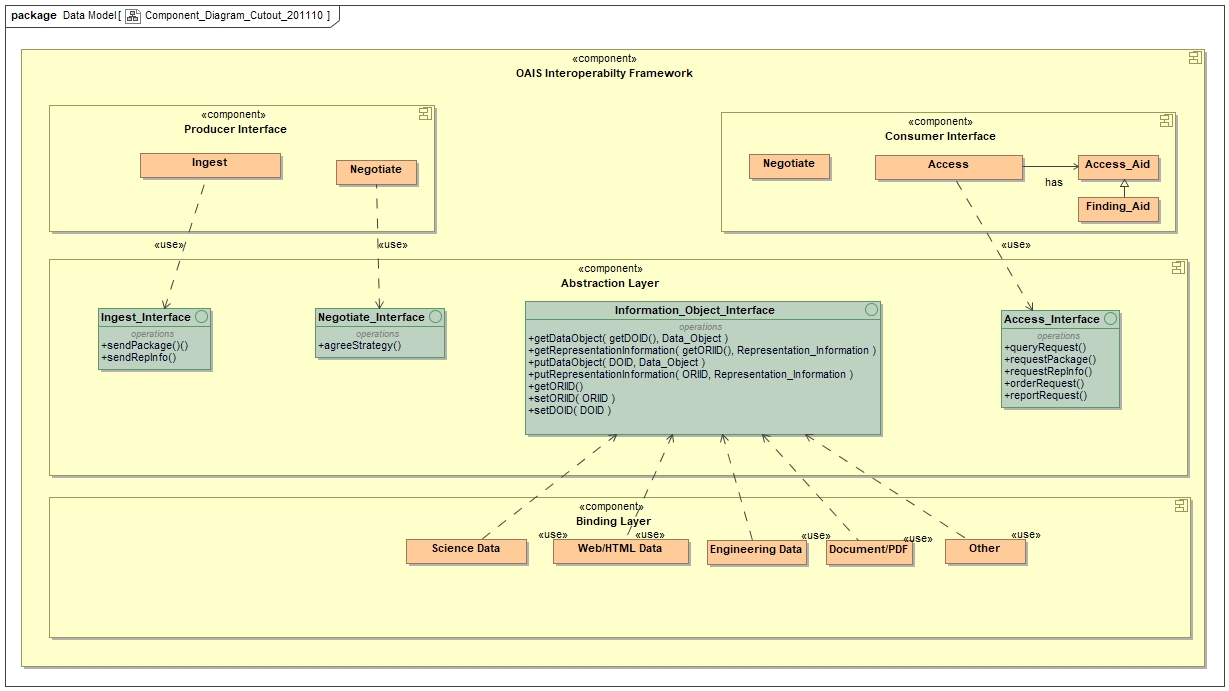 package Data Model[ Component_Diagram_Cutout_201110 ]
«component»
OAIS Interoperabilty Framework
«component»
Producer Interface
Ingest
Negotiate
«component»
Consumer Interface
Negotiate
Access
Access_Aid
has
Finding_Aid
«use»
«use»
«use»
«component»
Abstraction Layer
Ingest_Interface
operations
+sendPackage()()
+sendRepInfo()
Negotiate_Interface
operations
+agreeStrategy()
Information_Object_Interface
operations
+getDataObject( getDOID(), Data_Object )
+getRepresentationInformation( getORIID(), Representation_Information )
+putDataObject( DOID, Data_Object )
+putRepresentationInformation( ORIID, Representation_Information )
+getORIID()
+setORIID( ORIID )
+setDOID( DOID )
Access_Interface
operations
+queryRequest()
+requestPackage()
+requestRepInfo()
+orderRequest()
+reportRequest()
«component»
Binding Layer
«use»
«use»
«use»
«use»
«use»
Science Data
Web/HTML Data
Engineering Data
Document/PDF
Other